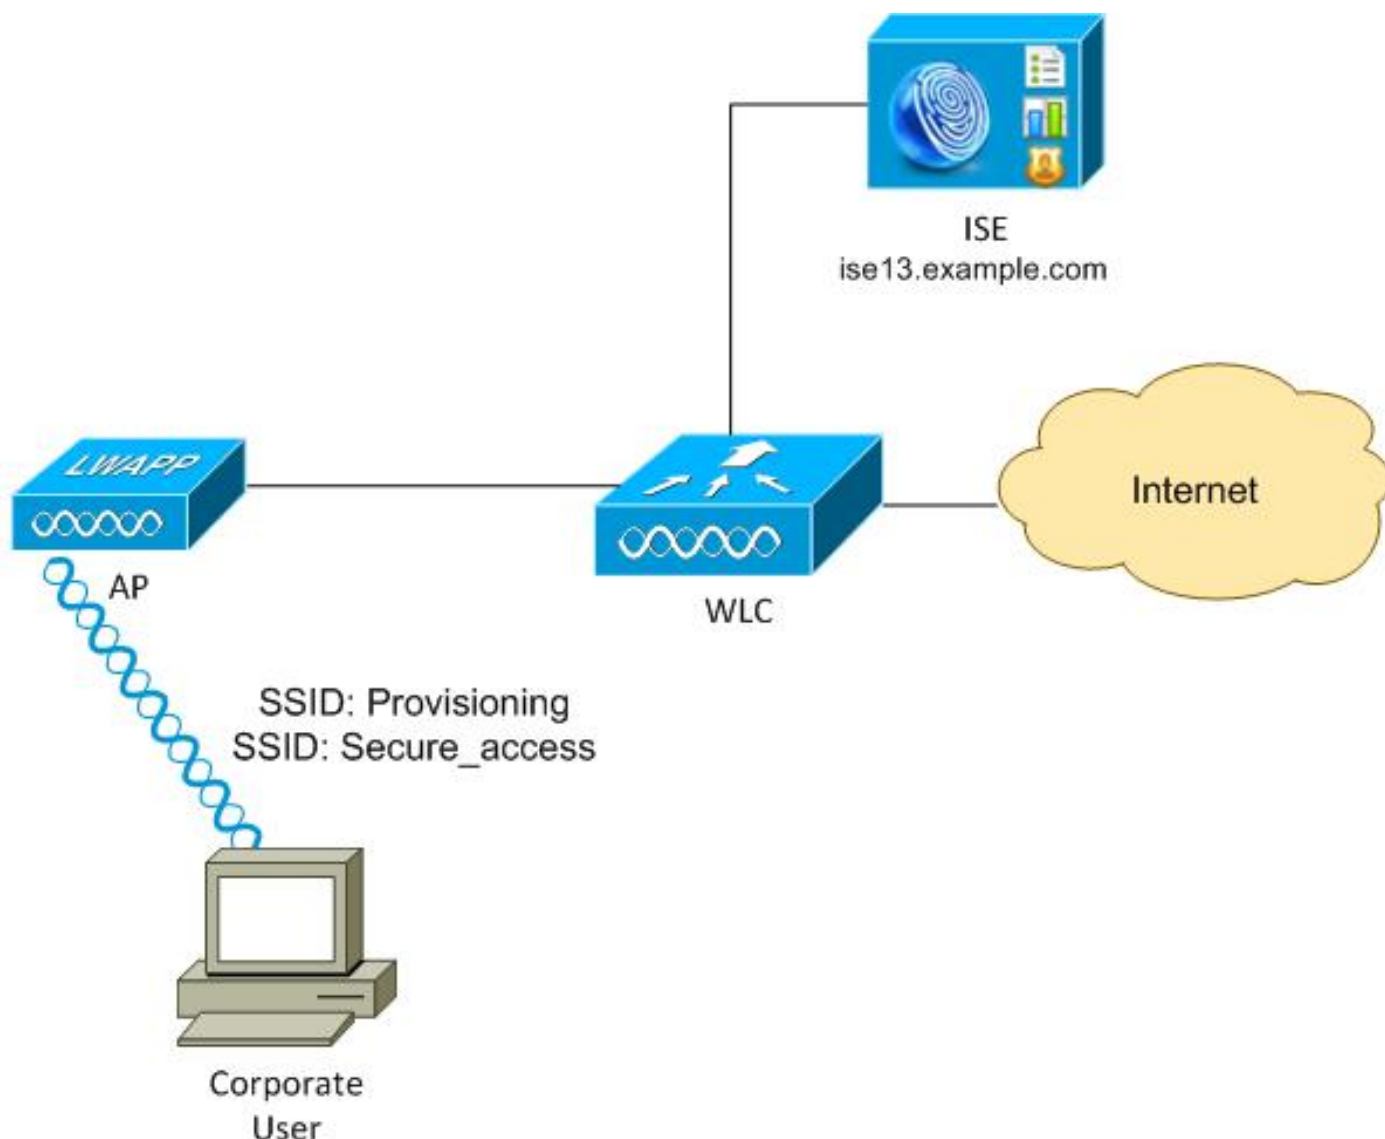 ISE
ise13.example.com
LWAPP
Internet
AP
WLC
SSID: Provisioning
SSID: Secure_access
Corporate
User